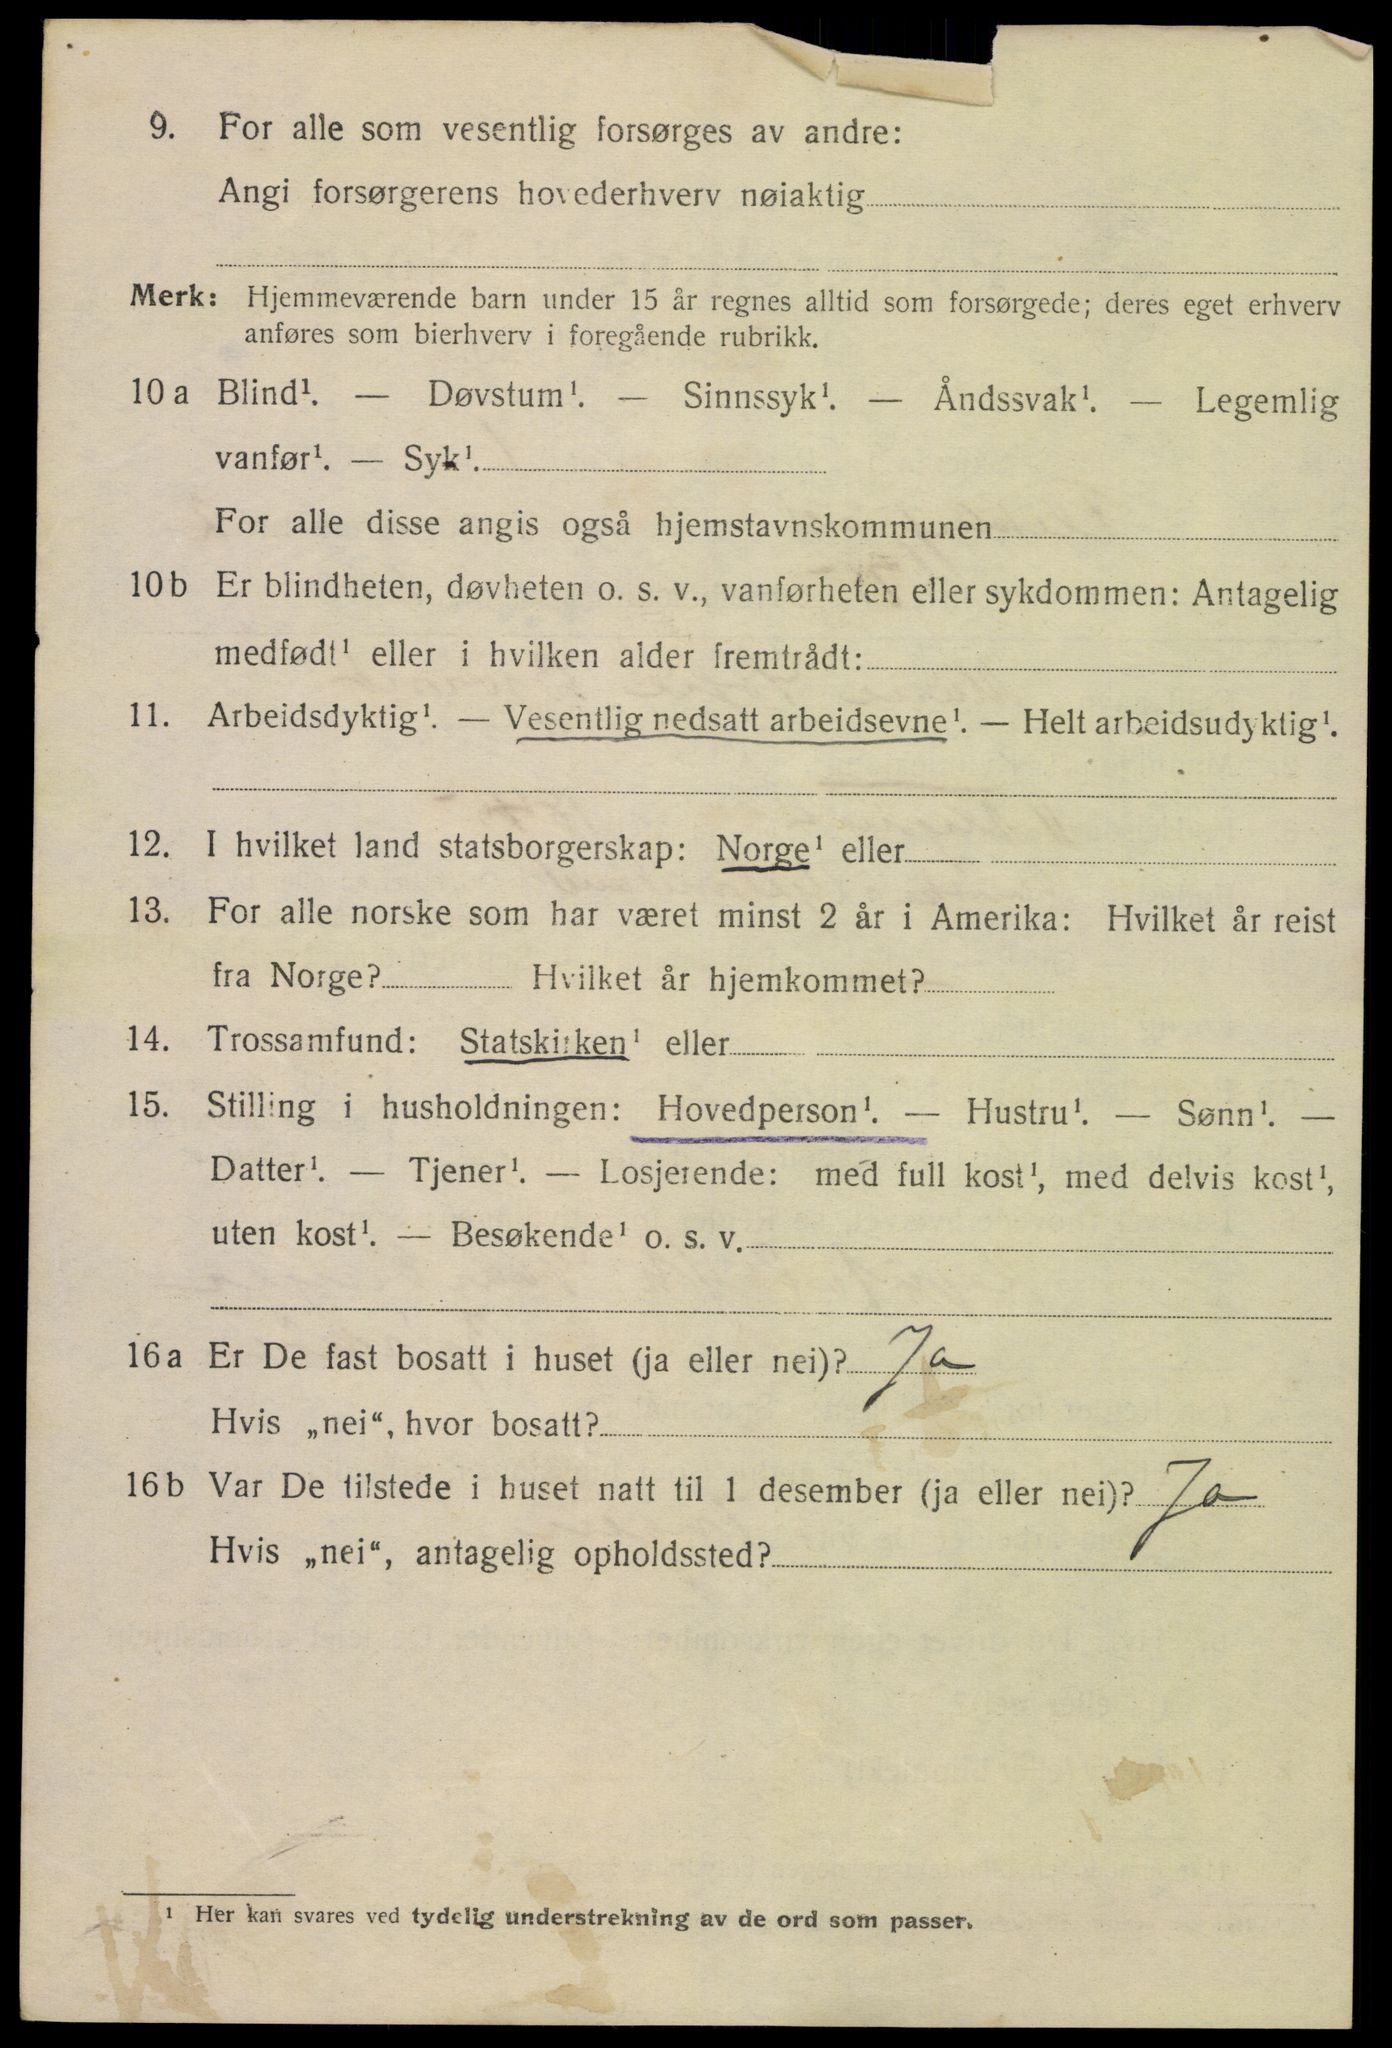 9. For alle som vesentlig forsørges av andre:
Angi forsørgerens hovederhverv nøiaktig
Merk: Hjemmeværende barn under 15 år regnes alltid som forsørgede; deres eget erhverv
anføres som bierhverv i foregående rubrikk.
10 a Blind¹. — Døvstum¹. — Sinnssyk¹. — Åndssvak¹. — Legemlig
vanfør¹. — Syk¹.
For alle disse angis også hjemstavnskommunen
10 b Er blindheten, døvheten o. s. v., vanførheten eller sykdommen: Antagelig
medfødt¹ eller i hvilken alder fremtrådt:
11. Arbeidsdyktig¹. — Vesentlig nedsatt arbeidsevne¹. — Helt arbeidsudyktig¹.
12. I hvilket land statsborgerskap: Norge¹ eller
13. For alle norske som har været minst 2 år i Amerika: Hvilket år reist
fra Norge? Hvilket år hjemkommet?
14. Trossamfund: Statskirken¹ eller
15. Stilling i husholdningen: Hovedperson¹. — Hustru¹. — Sønn¹. —
Datter¹. — Tjener¹. — Losjerende: med full kost¹, med delvis kost¹,
uten kost¹. — Besøkende¹ o. s. v.
16 a Er De fast bosatt i huset (ja eller nei)? Ja
Hvis „nei“, hvor bosatt?
16 b Var De tilstede i huset natt til 1 desember (ja eller nei)? Ja
Hvis „nei“, antagelig opholdssted?
¹ Her kan svares ved tydelig understrekning av de ord som passer.